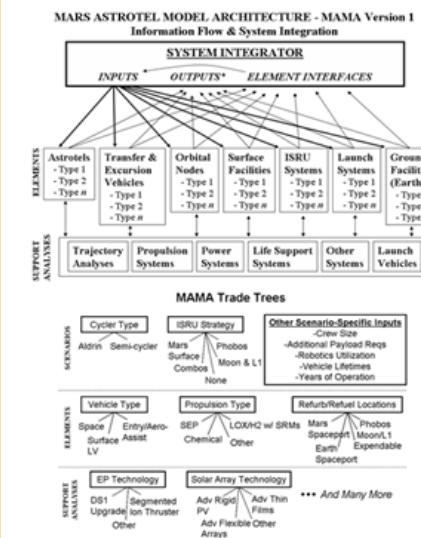 MARS ASTROTEL MODEL ARCHITECTURE - MAMA Version 1
Information Flow & System Integration
SYSTEM INTEGRATOR
INPUTS OUTPUTS* ELEMENT INTERFACES
ELEMENTS
Astrotels
- Type 1
- Type 2
- Type n
Transfer &
Excursion
Vehicles
- Type 1
- Type 2
- Type n
Orbital
Nodes
- Type 1
- Type 2
- Type n
Surface
Facilities
- Type 1
- Type 2
- Type n
ISRU
Systems
- Type 1
- Type 2
- Type n
Launch
Systems
- Type 1
- Type 2
- Type n
Groun
Facilit
(Earth
- Type
- Type
- Type
SUPPORT
ANALYSES
Trajectory
Analyses
Propulsion
Systems
Power
Systems
Life Support
Systems
Other
Systems
Launch
Vehicles
MAMA Trade Trees
SCENARIOS
Cycler Type
Aldrin Semi-cycler
ISRU Strategy
Mars
Surface
Combos
None
Moon & L1
Phobos
Other Scenario-Specific Inputs
-Crew Size
-Additional Payload Reqs
-Robotics Utilization
-Vehicle Lifetimes
-Years of Operation
ELEMENTS
Vehicle Type
Space
Surface
LV
Entry/Aero-
Assist
Propulsion Type
SEP
Chemical
LOX/H2 w/ SRMs
Other
Refurb/Refuel Locations
Mars
Spaceport
Earth
Spaceport
Phobos
Moon/L1
Expendable
SUPPORT
ANALYSES
EP Technology
DS1
Upgrade
Other
Segmented
Ion Thruster
Solar Array Technology
Adv Rigid
PV
Adv Flexible
Arrays
Adv Thin
Films
Other
••• And Many More